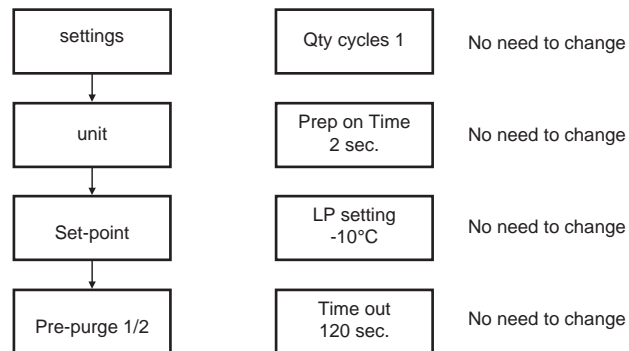 settings
Qty cycles 1
No need to change
unit
Prep on Time
2 sec.
No need to change
Set-point
LP setting
-10°C
No need to change
Pre-purge 1/2
Time out
120 sec.
No need to change